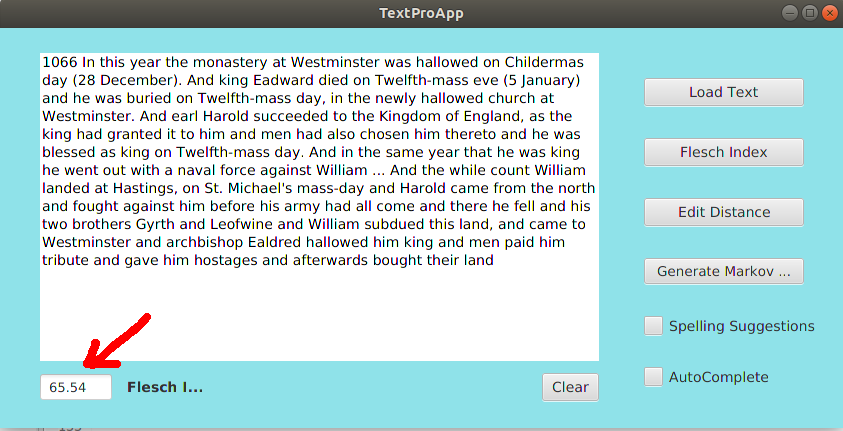 TextProApp
1066 In this year the monastery at Westminster was hallowed on Childermas
day (28 December). And king Eadward died on Twelfth-mass eve (5 January)
and he was buried on Twelfth-mass day, in the newly hallowed church at
Westminster. And earl Harold succeeded to the Kingdom of England, as the
king had granted it to him and men had also chosen him thereto and he was
blessed as king on Twelfth-mass day. And in the same year that he was king
he went out with a naval force against William ... And the while count William
landed at Hastings, on St. Michael's mass-day and Harold came from the north
and fought against him before his army had all come and there he fell and his
two brothers Gyrth and Leofwine and William subdued this land, and came to
Westminster and archbishop Ealdred hallowed him king and men paid him
tribute and gave him hostages and afterwards bought their land
Load Text
Flesch Index
Edit Distance
Generate Markov ...
Spelling Suggestions
AutoComplete
65.54
Flesch I...
Clear